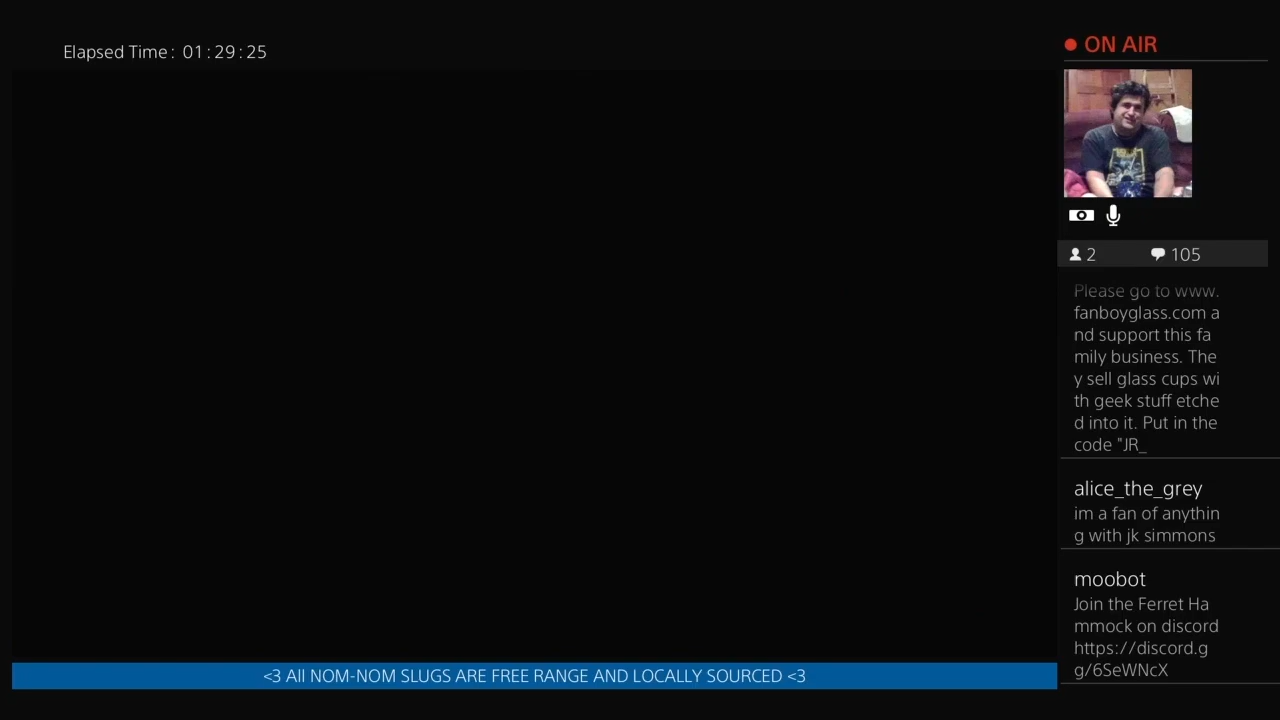 Elapsed Time: 01:29:25
ON AIR
2 105
Please go to www.
fanboyglass.com a
nd support this fa
mily business. The
y sell glass cups wi
th geek stuff etche
d into it. Put in the
code "JR_
alice_the_grey
im a fan of anythin
g with jk simmons
moobot
Join the Ferret Ha
mmock on discord
https://discord.g
g/6SeWNcX
<3 All NOM-NOM SLUGS ARE FREE RANGE AND LOCALLY SOURCED <3